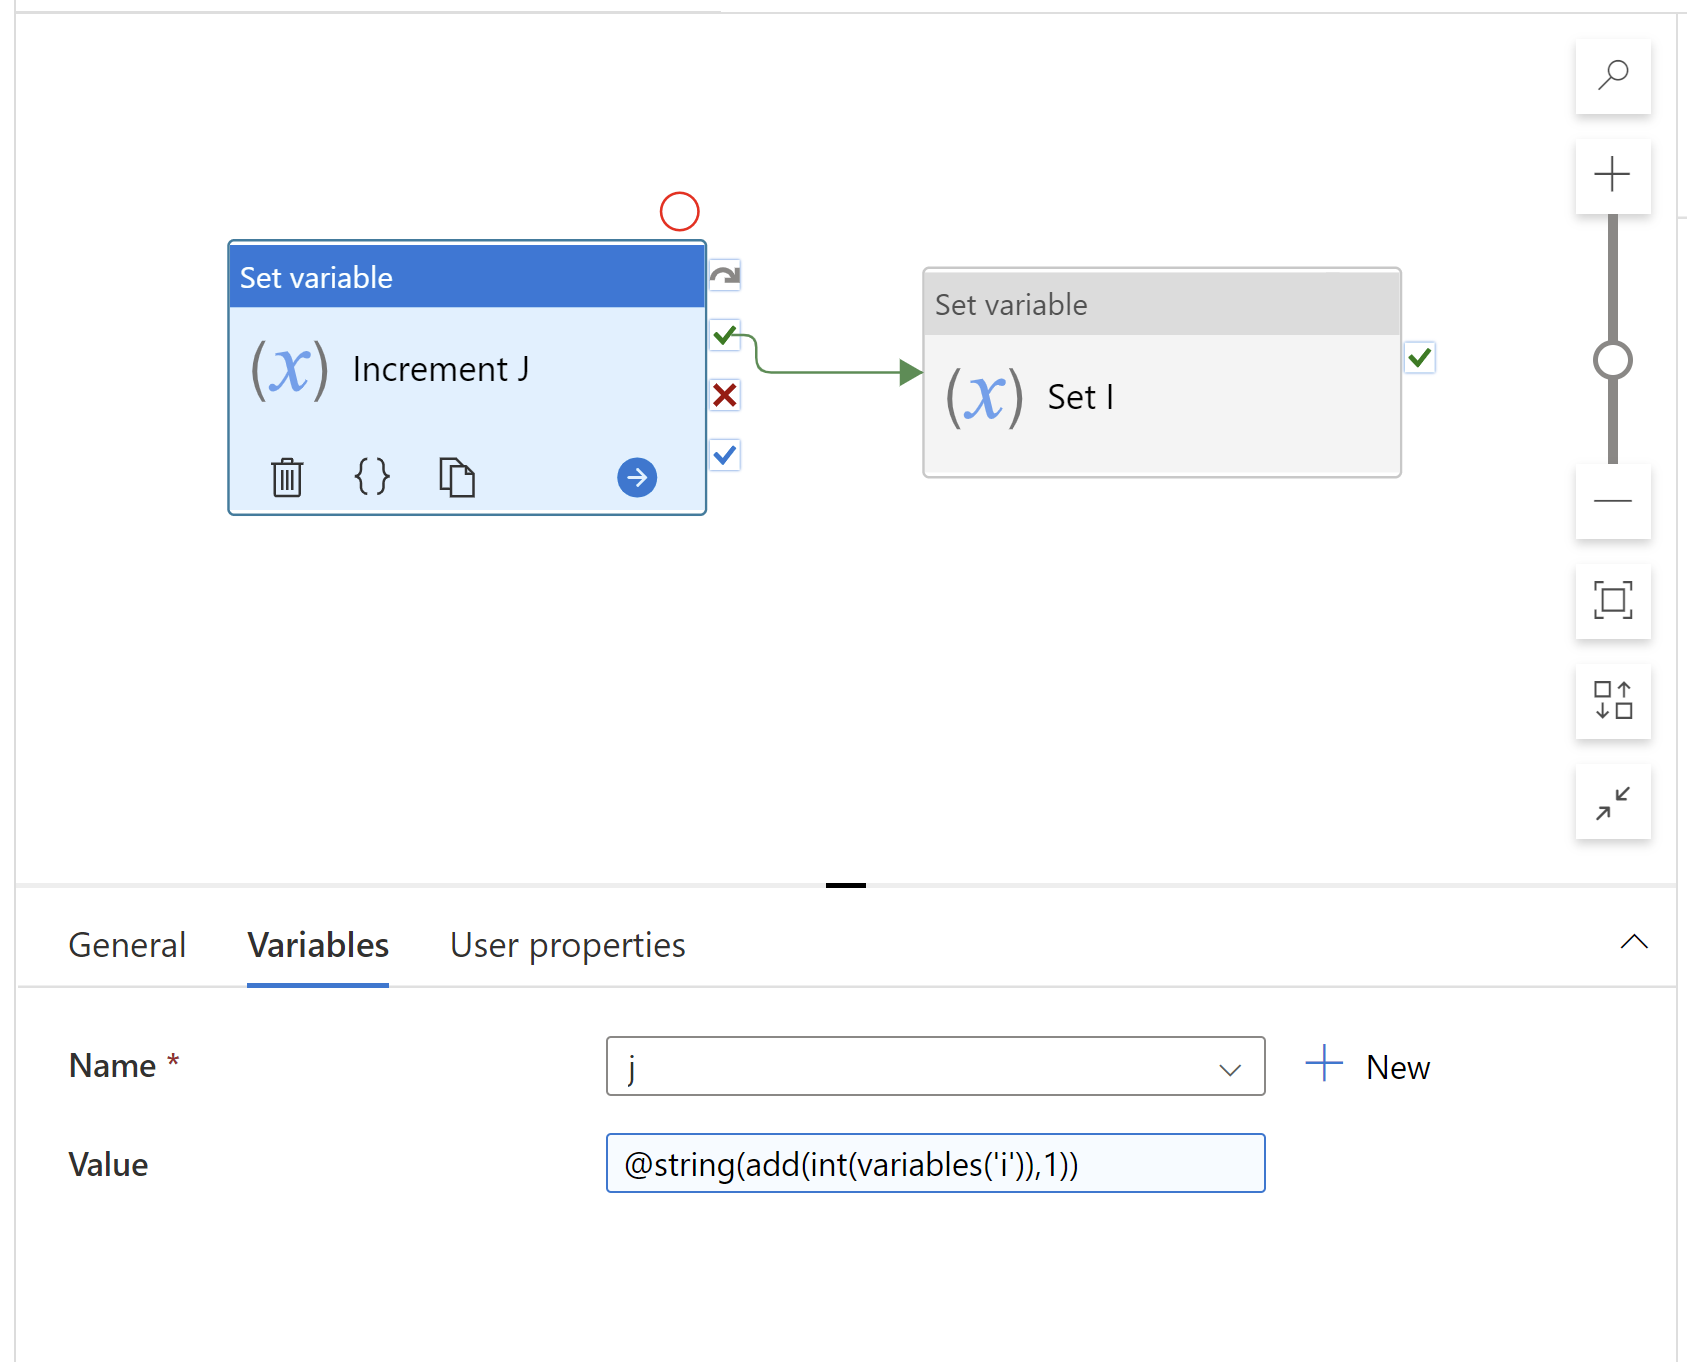 Set variable
(x) Increment J
Set variable
(x) Set I
General Variables User properties
Name * j New
Value @string(add(int(variables('i')),1))